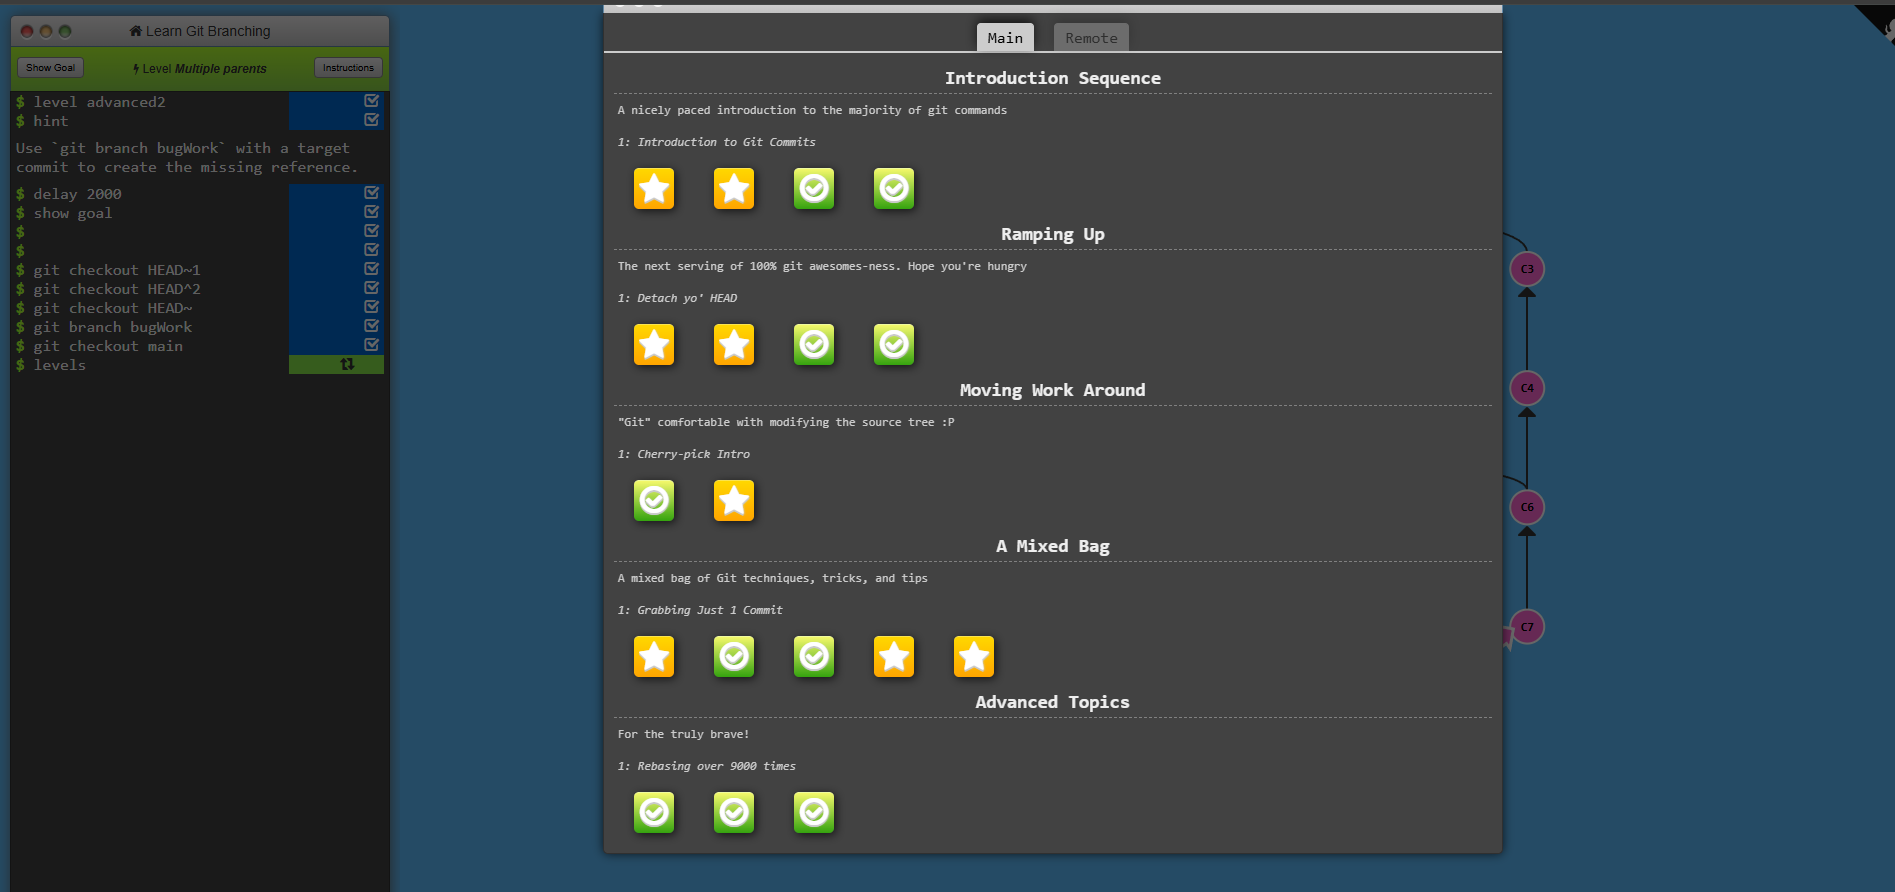 Learn Git Branching
Show Goal
Level Multiple parents
Instructions
$ level advanced2
$ hint
Use `git branch bugWork` with a target
commit to create the missing reference.
$ delay 2000
$ show goal
$
$
$ git checkout HEAD~1
$ git checkout HEAD^2
$ git checkout HEAD~
$ git branch bugWork
$ git checkout main
$ levels
Main
Remote
Introduction Sequence
A nicely paced introduction to the majority of git commands
1: Introduction to Git Commits
Ramping Up
The next serving of 100% git awesomes-ness. Hope you're hungry
1: Detach yo' HEAD
Moving Work Around
"Git" comfortable with modifying the source tree :P
1: Cherry-pick Intro
A Mixed Bag
A mixed bag of Git techniques, tricks, and tips
1: Grabbing Just 1 Commit
Advanced Topics
For the truly brave!
1: Rebasing over 9000 times
C3
C4
C6
C7